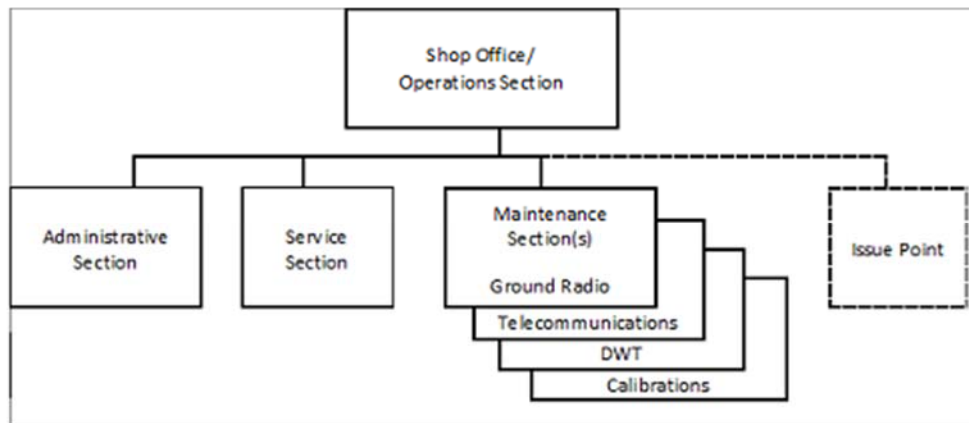 Shop Office/
Operations Section
Administrative
Section
Service
Section
Maintenance
Section(s)
Ground Radio
Telecommunications
DWT
Calibrations
Issue Point